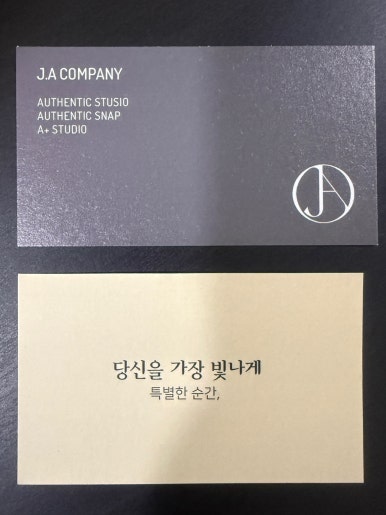 J.A COMPANY
AUTHENTIC STUSIO
AUTHENTIC SNAP
A+ STUDIO
JA
당신을 가장 빛나게
특별한 순간,